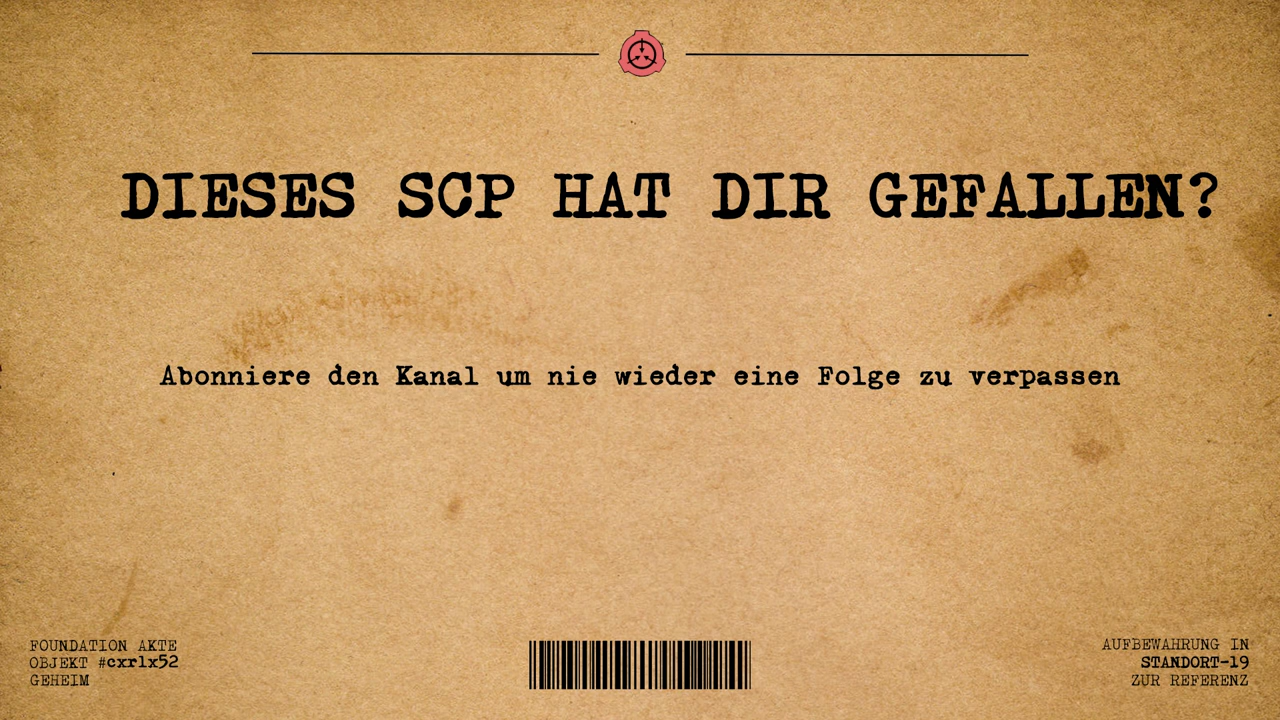 DIESES SCP HAT DIR GEFALLEN?
Abonniere den Kanal um nie wieder eine Folge zu verpassen
FOUNDATION AKTE
OBJEKT #cxrlx52
GEHEIM
AUFBEWAHRUNG IN
STANDORT-19
ZUR REFERENZ